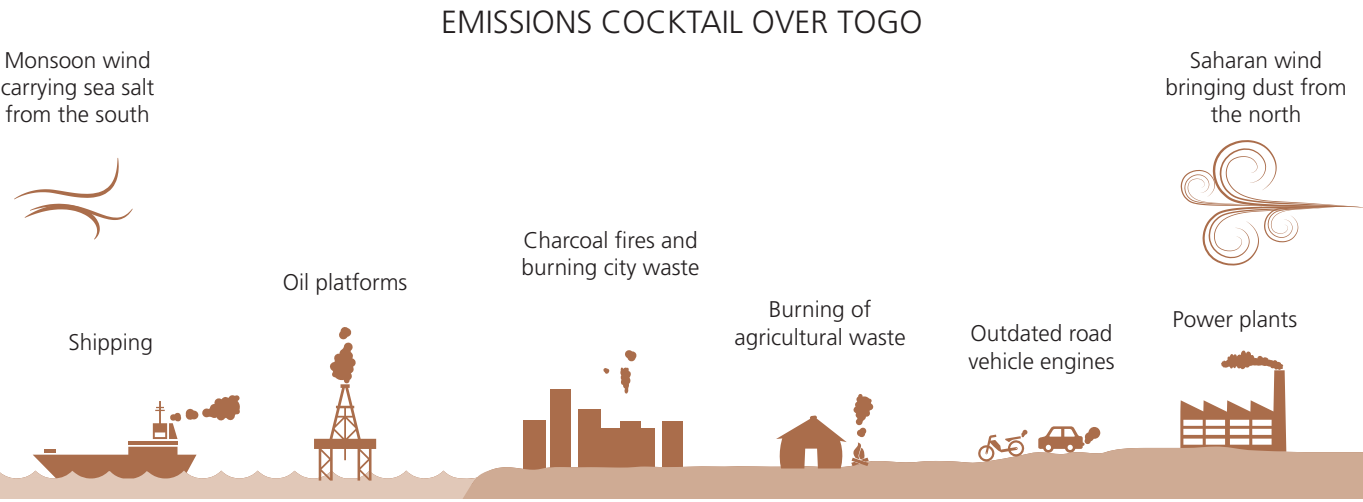 EMISSIONS COCKTAIL OVER TOGO
Monsoon wind
carrying sea salt
from the south
Saharan wind
bringing dust from
the north
Shipping
Oil platforms
Charcoal fires and
burning city waste
Burning of
agricultural waste
Outdated road
vehicle engines
Power plants